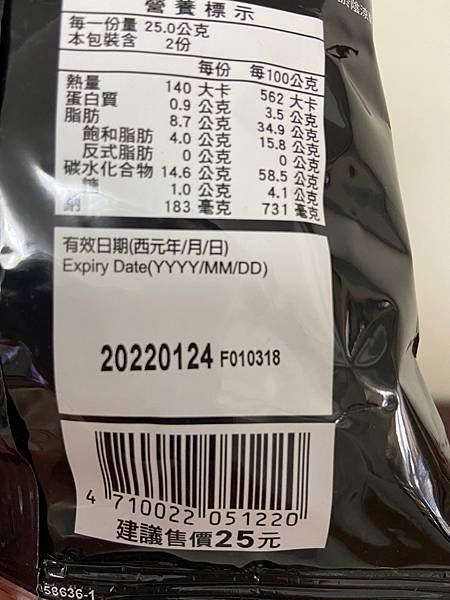 營養標示
每一份量 25.0公克
本包裝含 2份
每份 每100公克
熱量 140 大卡 562 大卡
蛋白質 0.9 公克 3.5 公克
脂肪 8.7 公克 34.9 公克
飽和脂肪 4.0 公克 15.8 公克
反式脂肪 0 公克 0 公克
碳水化合物 14.6 公克 58.5 公克
糖 1.0 公克 4.1 公克
鈉 183 毫克 731 毫克
有效日期(西元年/月/日)
Expiry Date(YYYY/MM/DD)
20220124 F010318
4 710022 051220
建議售價25元
58636-1